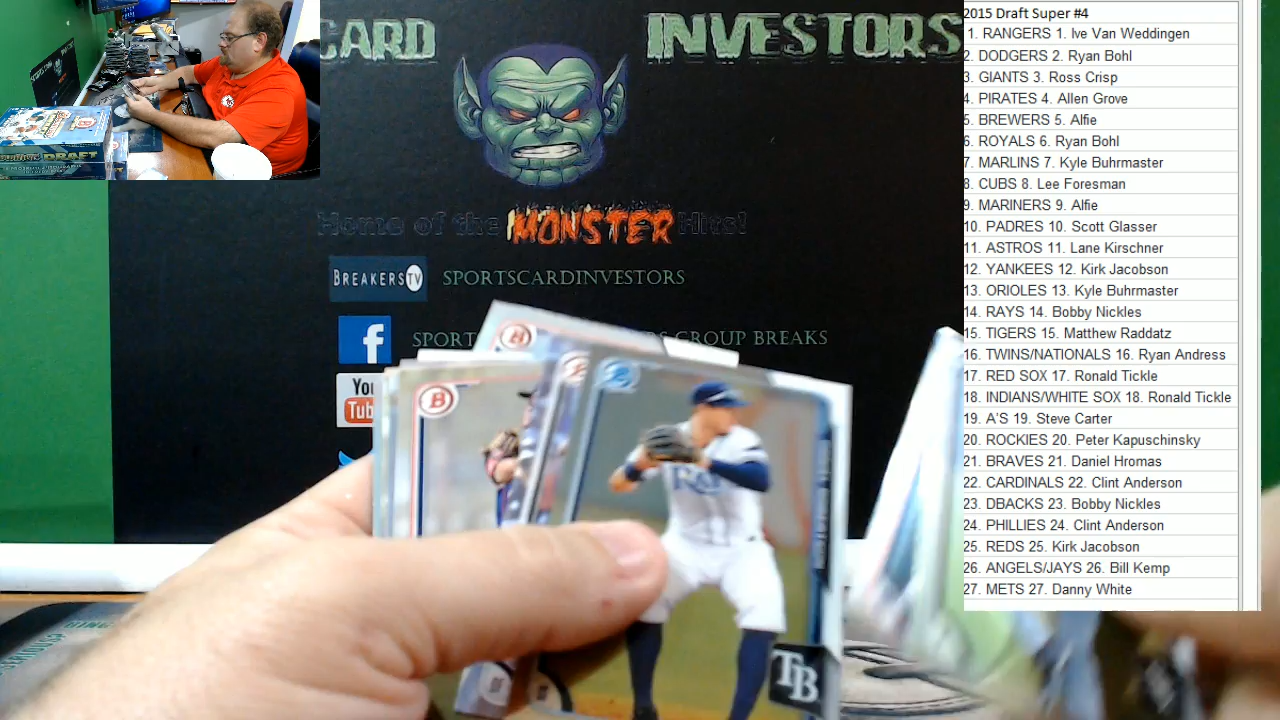 CARD INVESTORS
Home of the MONSTER Hits!
BREAKERS TV SPORTSCARDINVESTORS
SPORT GROUP BREAKS
You
Tub
DRAFT
B
B
RAYS
TB
2015 Draft Super #4
1. RANGERS 1. Ive Van Weddingen
2. DODGERS 2. Ryan Bohl
3. GIANTS 3. Ross Crisp
4. PIRATES 4. Allen Grove
5. BREWERS 5. Alfie
6. ROYALS 6. Ryan Bohl
7. MARLINS 7. Kyle Buhrmaster
8. CUBS 8. Lee Foresman
9. MARINERS 9. Alfie
10. PADRES 10. Scott Glasser
11. ASTROS 11. Lane Kirschner
12. YANKEES 12. Kirk Jacobson
13. ORIOLES 13. Kyle Buhrmaster
14. RAYS 14. Bobby Nickles
15. TIGERS 15. Matthew Raddatz
16. TWINS/NATIONALS 16. Ryan Andress
17. RED SOX 17. Ronald Tickle
18. INDIANS/WHITE SOX 18. Ronald Tickle
19. A'S 19. Steve Carter
20. ROCKIES 20. Peter Kapuschinsky
21. BRAVES 21. Daniel Hromas
22. CARDINALS 22. Clint Anderson
23. DBACKS 23. Bobby Nickles
24. PHILLIES 24. Clint Anderson
25. REDS 25. Kirk Jacobson
26. ANGELS/JAYS 26. Bill Kemp
27. METS 27. Danny White